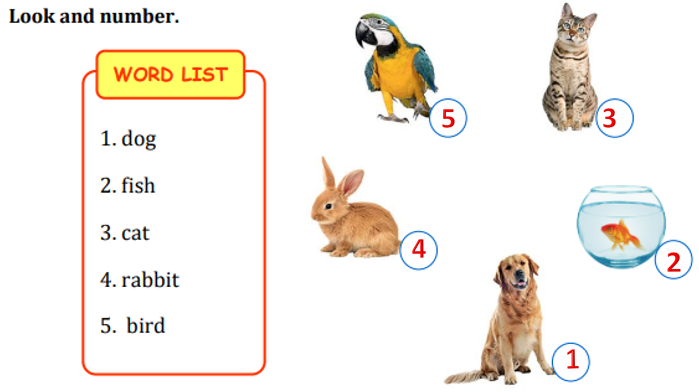 Look and number.
WORD LIST
1. dog
2. fish
3. cat
4. rabbit
5. bird
5
3
4
2
1